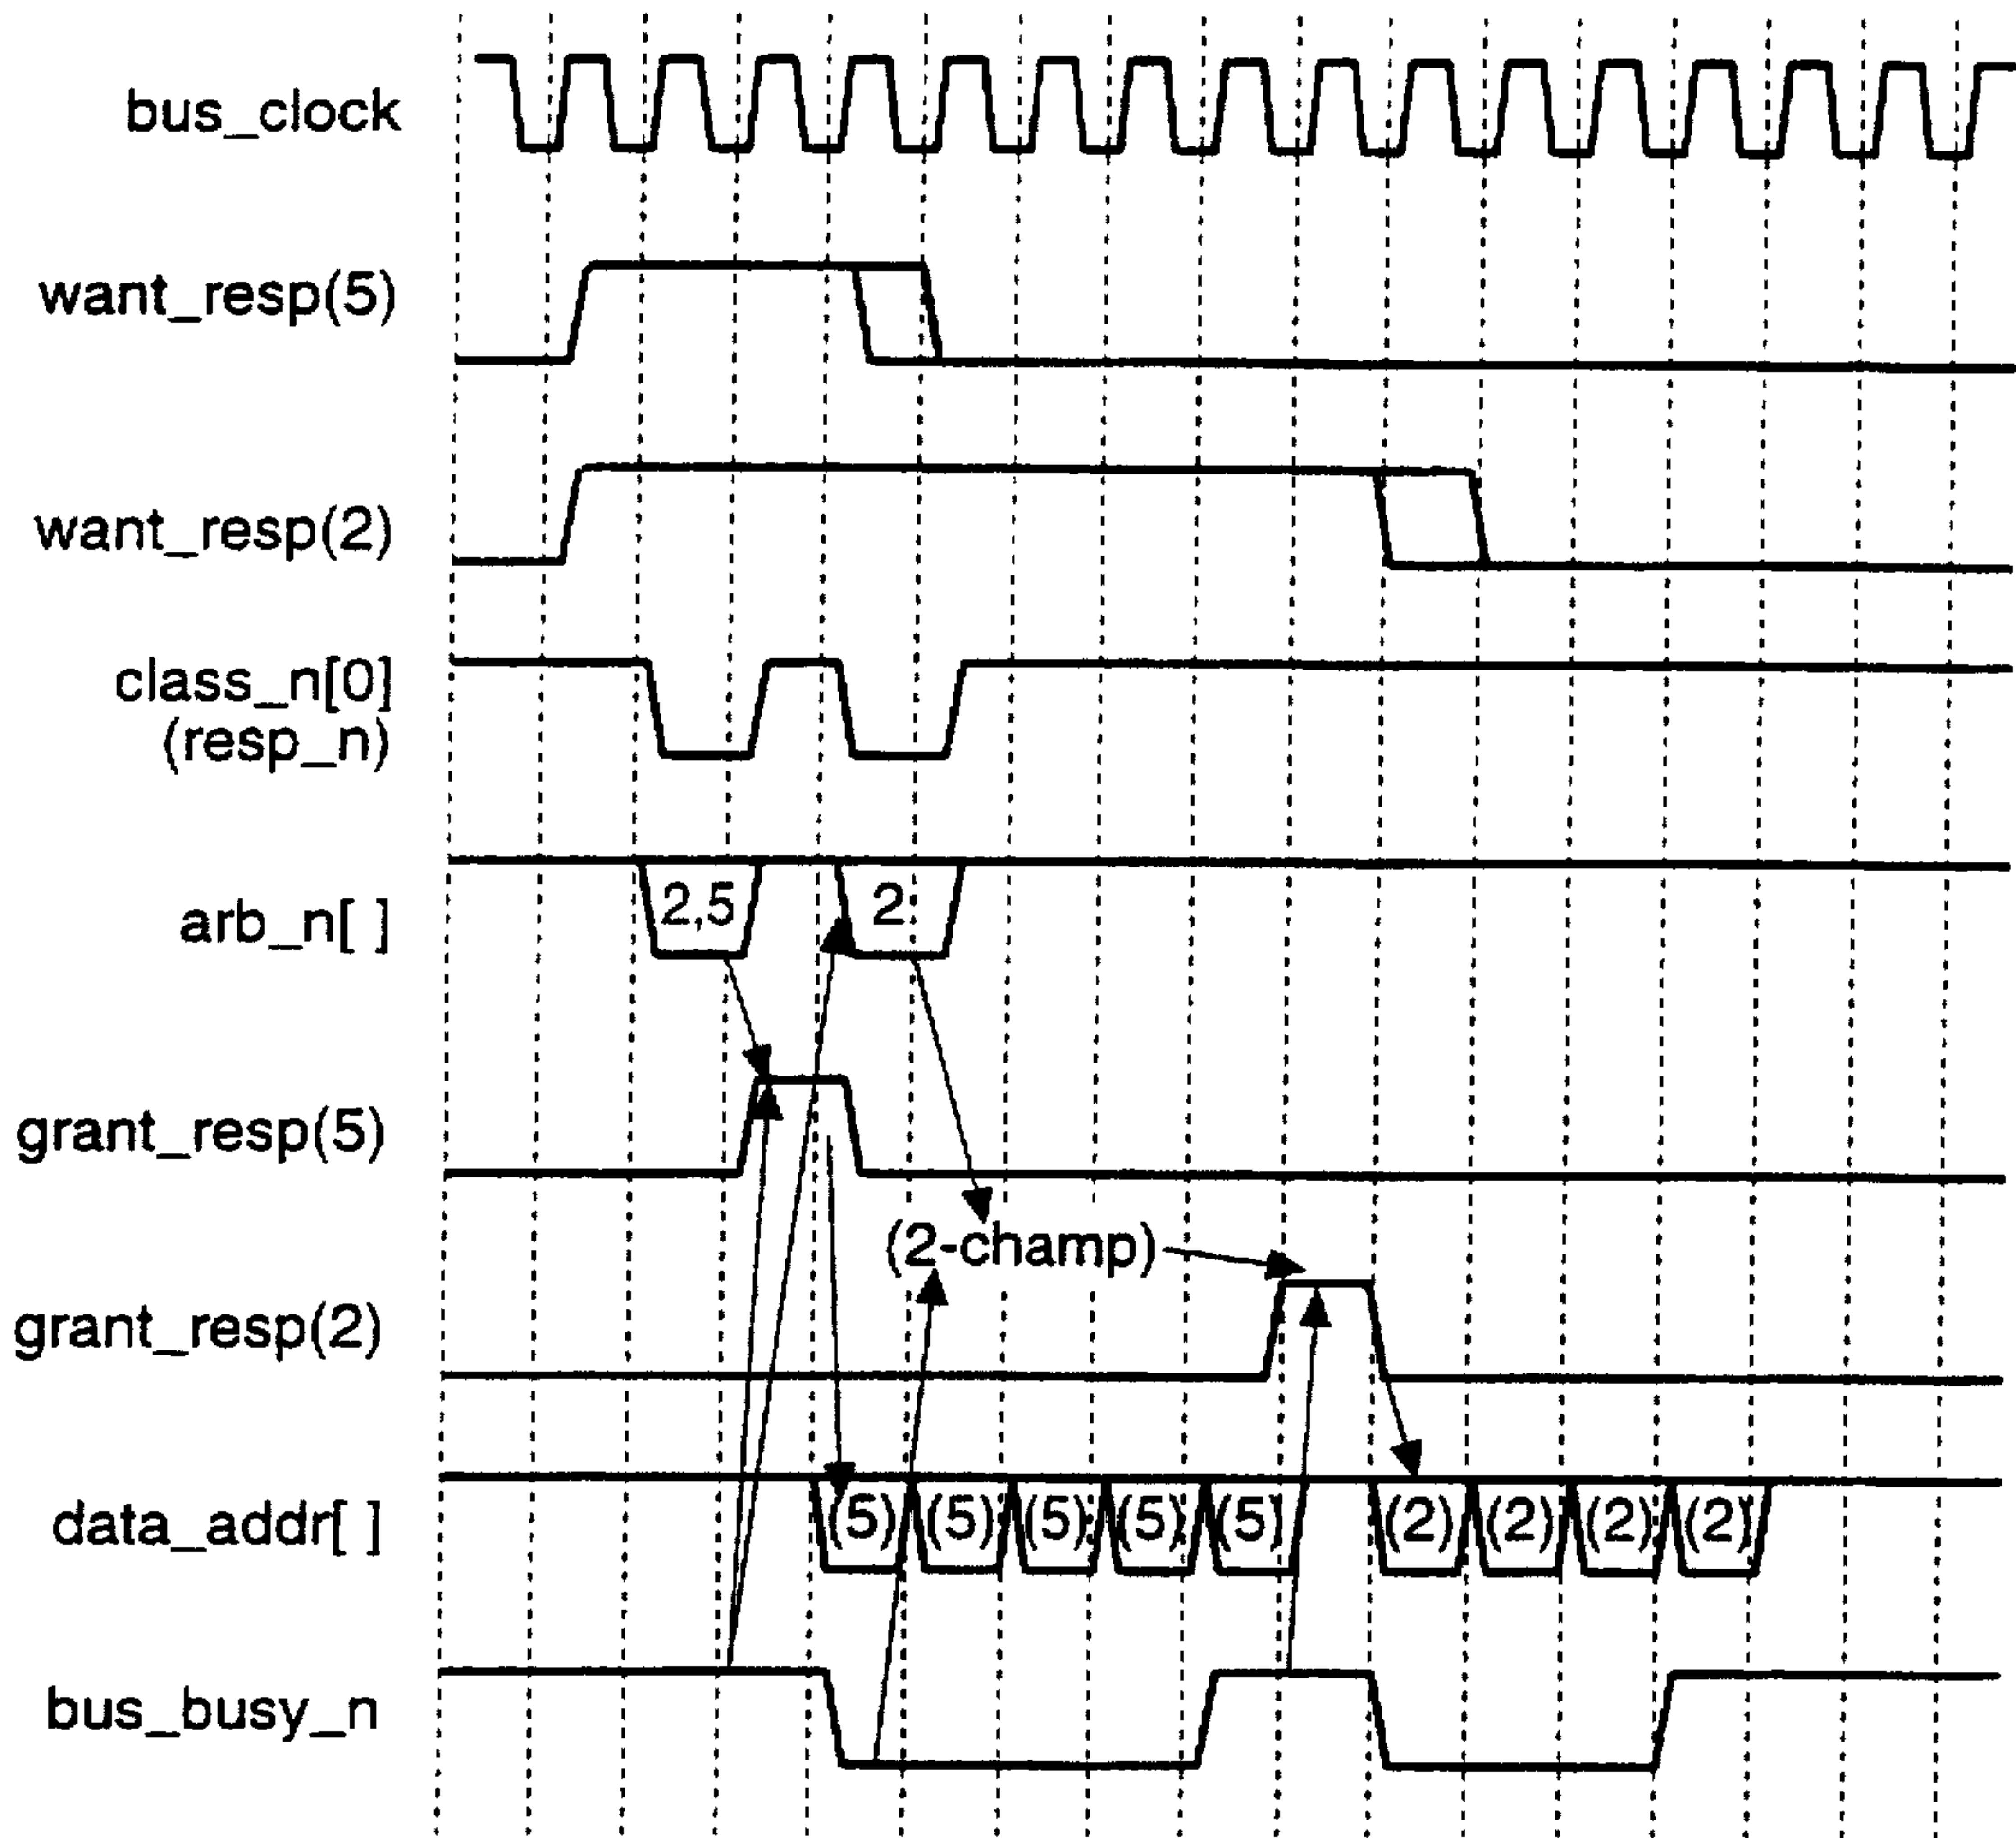 bus_clock
want_resp(5)
want_resp(2)
class_n[0]
(resp_n)
arb_n[ ]
2,5
2
grant_resp(5)
(2-champ)
grant_resp(2)
data_addr[ ]
(5) (5) (5) (5) (5) (2) (2) (2) (2)
bus_busy_n